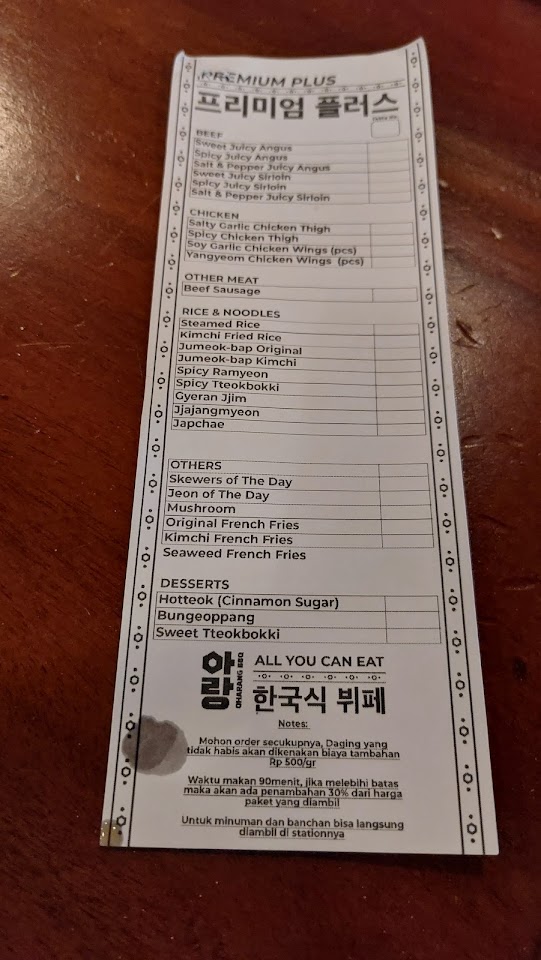 PREMIUM PLUS
프리미엄 플러스
BEEF
Sweet Juicy Angus
Spicy Juicy Angus
Salt & Pepper Juicy Angus
Sweet Juicy Sirloin
Spicy Juicy Sirloin
Salt & Pepper Juicy Sirloin
CHICKEN
Salty Garlic Chicken Thigh
Spicy Chicken Thigh
Soy Garlic Chicken Wings (pcs)
Yangyeom Chicken Wings (pcs)
OTHER MEAT
Beef Sausage
RICE & NOODLES
Steamed Rice
Kimchi Fried Rice
Jumeok-bap Original
Jumeok-bap Kimchi
Spicy Ramyeon
Spicy Tteokbokki
Gyeran Jjim
Jjajangmyeon
Japchae
OTHERS
Skewers of The Day
Jeon of The Day
Mushroom
Original French Fries
Kimchi French Fries
Seaweed French Fries
DESSERTS
Hotteok (Cinnamon Sugar)
Bungeoppang
Sweet Tteokbokki
아랑 OHARANG BBQ
ALL YOU CAN EAT
한국식 뷔페
Notes:
Mohon order secukupnya, Daging yang
tidak habis akan dikenakan biaya tambahan
Rp 500/gr
Waktu makan 90menit, jika melebihi batas
maka akan ada penambahan 30% dari harga
paket yang diambil
Untuk minuman dan banchan bisa langsung
diambil di stationnya